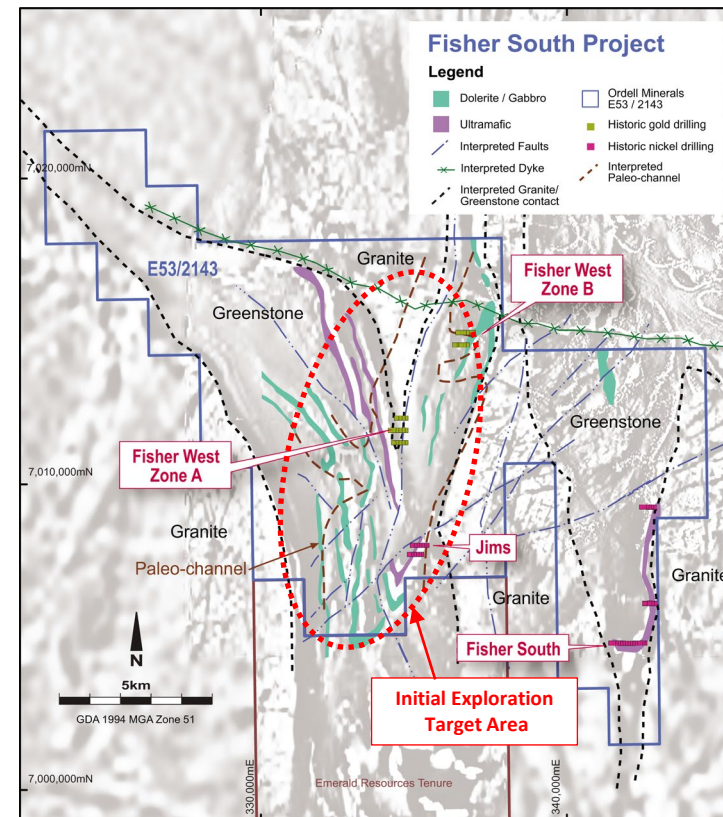 Fisher South Project
Legend
Dolerite / Gabbro
Ultramafic
Interpreted Faults
Interpreted Dyke
Interpreted Granite/
Greenstone contact
Ordell Minerals
E53 / 2143
Historic gold drilling
Historic nickel drilling
Interpreted
Paleo-channel
7,020,000mN
E53/2143
Granite
Greenstone
Fisher West
Zone B
Greenstone
Fisher West
Zone A
7,010,000mN
Granite
Jims
Paleo-channel
Granite
Granite
Fisher South
N
5km
GDA 1994 MGA Zone 51
Initial Exploration
Target Area
7,000,000mN
330,000mE
340,000mE
Emerald Resources Tenure